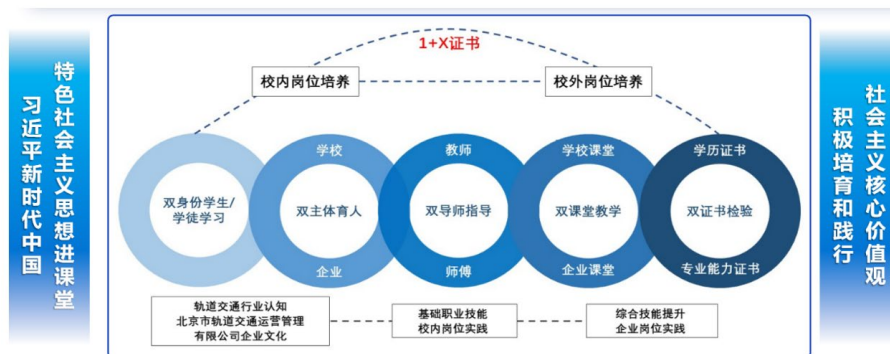 习近平新时代中国
特色社会主义思想进课堂
1+X证书
校内岗位培养
校外岗位培养
学校
教师
学校课堂
学历证书
双身份学生/
学徒学习
双主体育人
双导师指导
双课堂教学
双证书检验
企业
师傅
企业课堂
专业能力证书
轨道交通行业认知
北京市轨道交通运营管理
有限公司企业文化
基础职业技能
校内岗位实践
综合技能提升
企业岗位实践
积极培育和践行
社会主义核心价值观